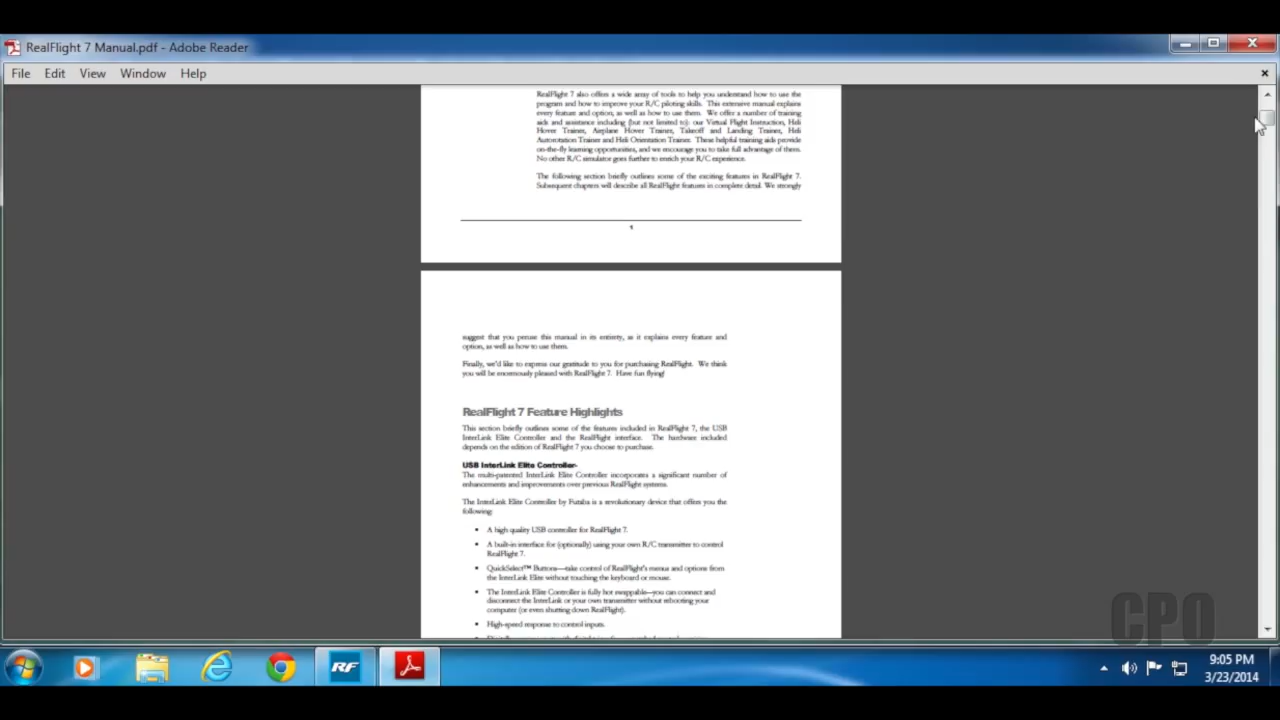 RealFlight 7 Manual.pdf - Adobe Reader
File Edit View Window Help
RealFlight 7 also offers a wide array of tools to help you understand how to use the
program and how to improve your R/C piloting skills. This extensive manual explains
every feature and option, as well as how to use them. We offer a number of training
aids and assistance including (but not limited to): our Virtual Flight Instruction, Heli
Hover Trainer, Airplane Hover Trainer, Takeoff and Landing Trainer, Heli
Autorotation Trainer and Heli Orientation Trainer. These helpful training aids provide
on-the-fly learning opportunities, and we encourage you to take full advantage of them.
No other R/C simulator goes further to enrich your R/C experience.
The following section briefly outlines some of the exciting features in RealFlight 7.
Subsequent chapters will describe all RealFlight features in complete detail. We strongly
suggest that you peruse this manual in its entirety, as it explains every feature and
option, as well as how to use them.
Finally, we'd like to express our gratitude to you for purchasing RealFlight. We think
you will be enormously pleased with RealFlight 7. Have fun flying!
RealFlight 7 Feature Highlights
This section briefly outlines some of the features included in RealFlight 7, the USB
InterLink Elite Controller and the RealFlight interface. The hardware included
depends on the edition of RealFlight 7 you choose to purchase.
USB InterLink Elite Controller-
The multi-patented InterLink Elite Controller incorporates a significant number of
enhancements and improvements over previous RealFlight systems.
The InterLink Elite Controller by Futaba is a revolutionary device that offers you the
following:
• A high quality USB controller for RealFlight 7.
• A built-in interface for (optionally) using your own R/C transmitter to control
RealFlight 7.
• QuickSelect™ Buttons—take control of RealFlight's menus and options from
the InterLink Elite without touching the keyboard or mouse.
• The InterLink Elite Controller is fully hot swappable—you can connect and
disconnect the InterLink or your own transmitter without rebooting your
computer (or even shutting down RealFlight).
• High-speed response to control inputs.
CPO
RF
9:05 PM
3/23/2014